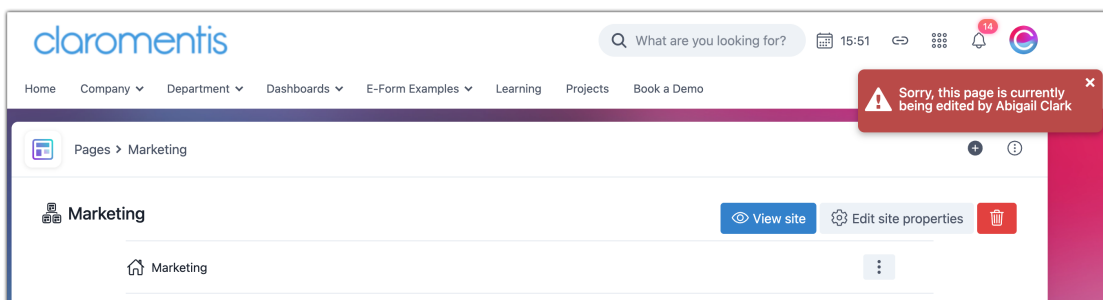 claromentis
What are you looking for?
15:51
14
Home Company Department Dashboards E-Form Examples Learning Projects Book a Demo
Sorry, this page is currently
being edited by Abigail Clark
Pages > Marketing
Marketing
View site
Edit site properties
Marketing